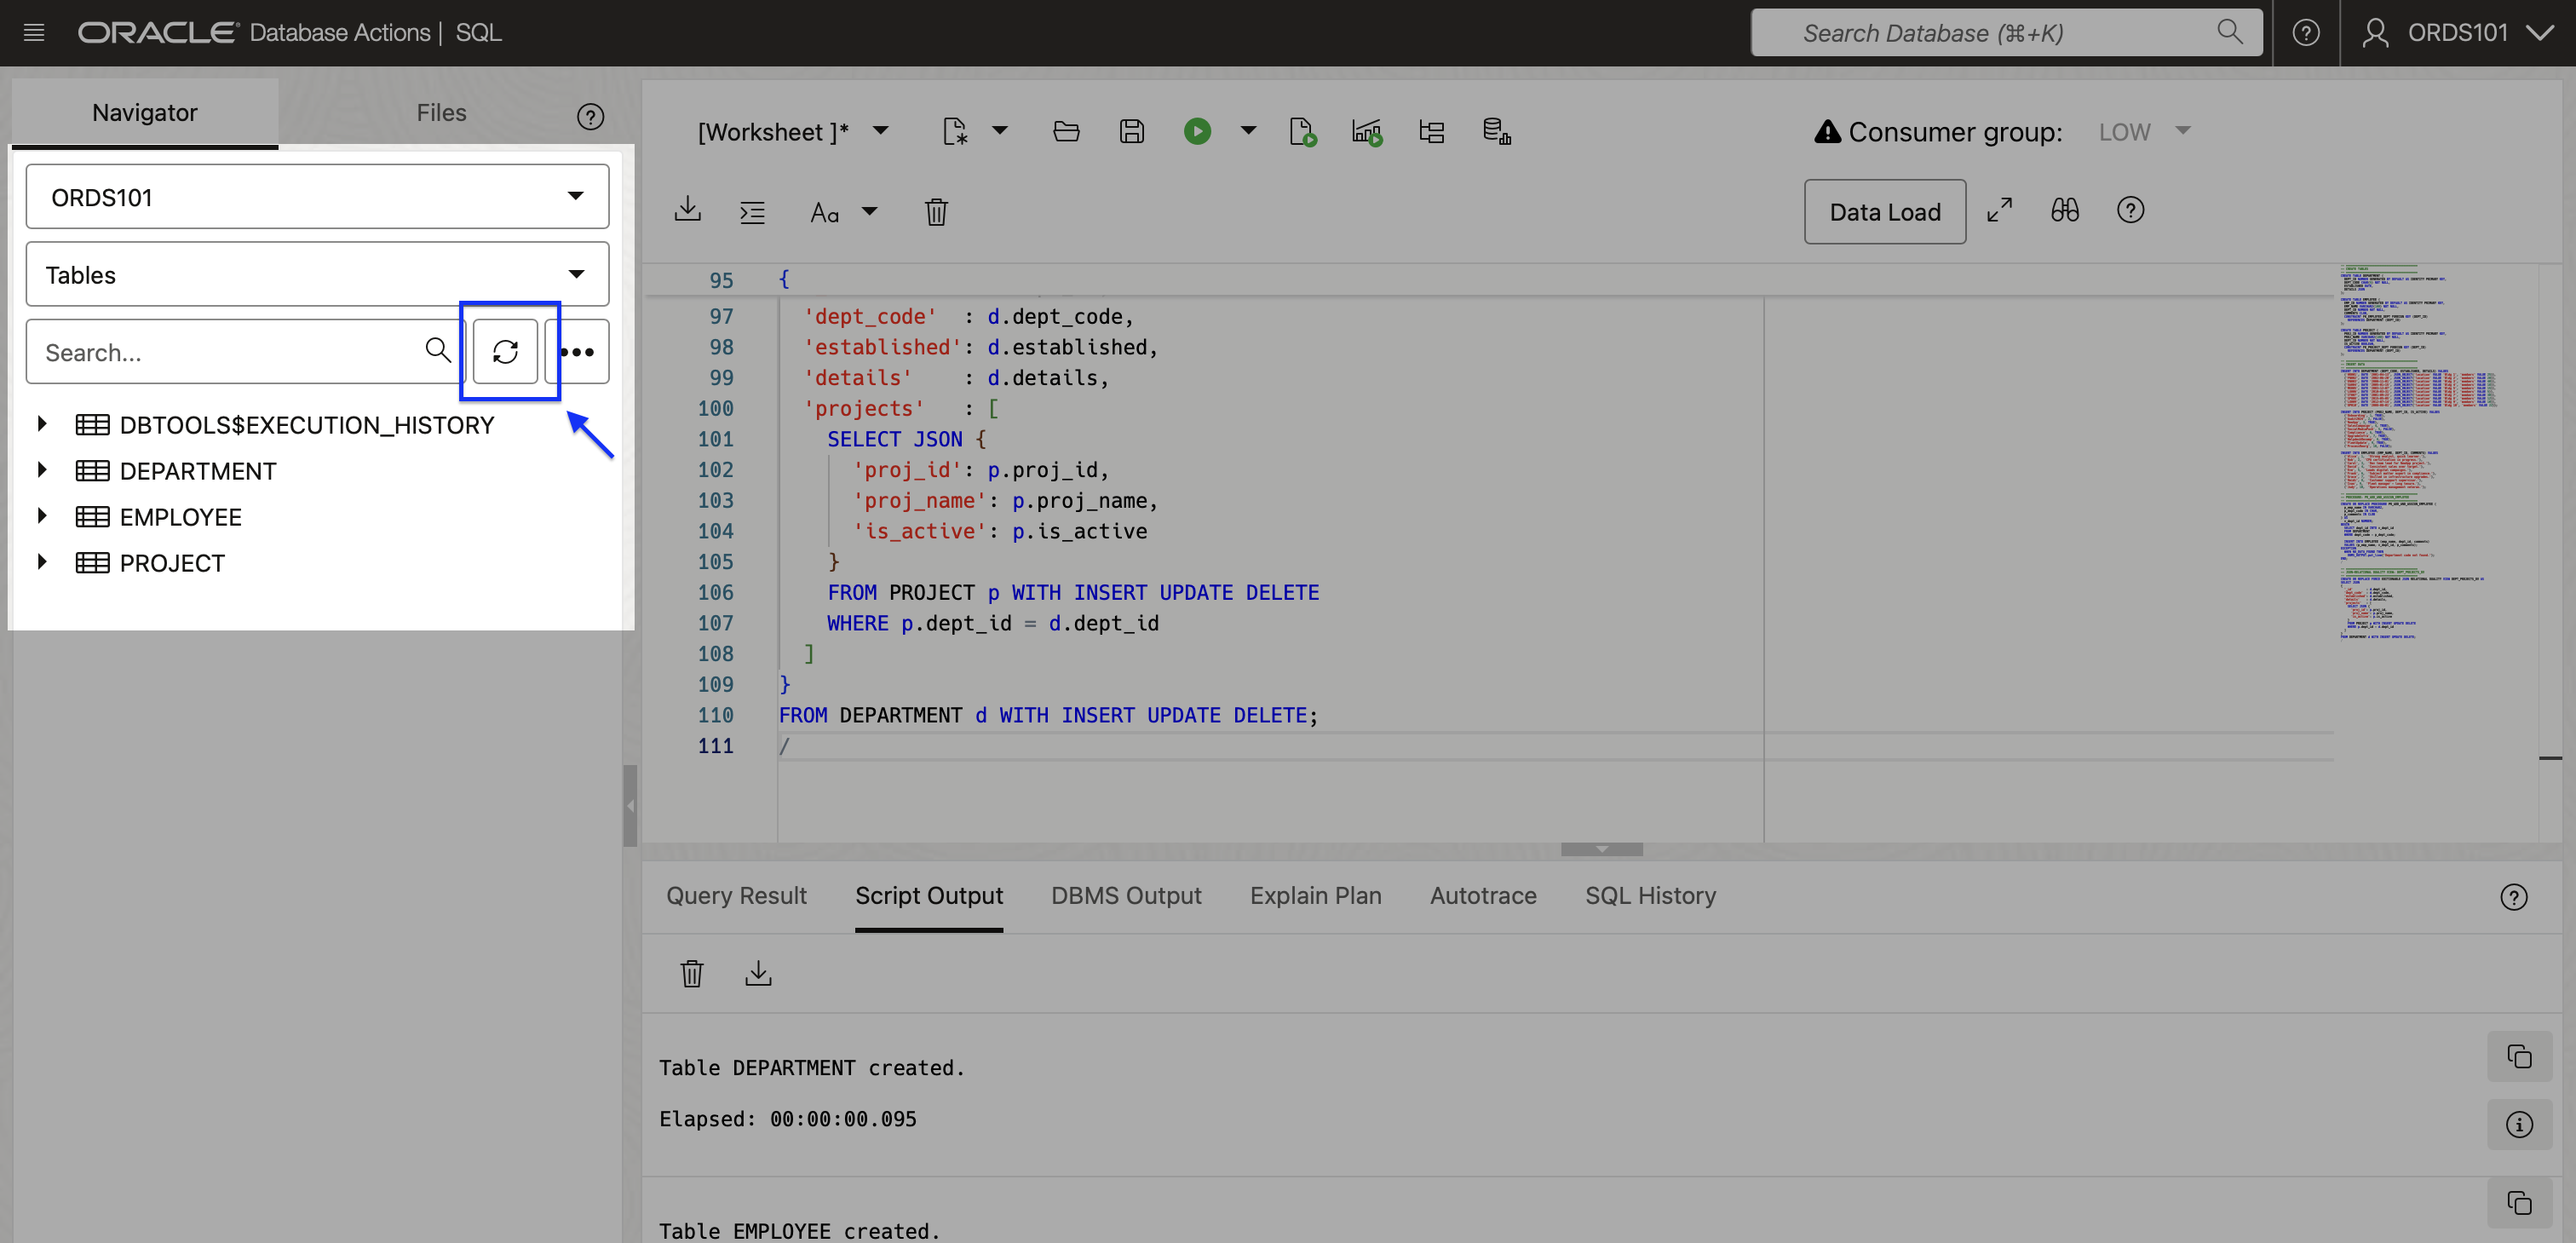 ORACLE Database Actions | SQL
Search Database (⌘+K)
ORDS101
Navigator
Files
ORDS101
Tables
Search...
DBTOOLS$EXECUTION_HISTORY
DEPARTMENT
EMPLOYEE
PROJECT
[Worksheet ]*
Consumer group: LOW
Aa
Data Load
95 {
97 'dept_code' : d.dept_code,
98 'established': d.established,
99 'details' : d.details,
100 'projects' : [
101 SELECT JSON {
102 'proj_id': p.proj_id,
103 'proj_name': p.proj_name,
104 'is_active': p.is_active
105 }
106 FROM PROJECT p WITH INSERT UPDATE DELETE
107 WHERE p.dept_id = d.dept_id
108 ]
109 }
110 FROM DEPARTMENT d WITH INSERT UPDATE DELETE;
111 /
Query Result
Script Output
DBMS Output
Explain Plan
Autotrace
SQL History
Table DEPARTMENT created.
Elapsed: 00:00:00.095
Table EMPLOYEE created.